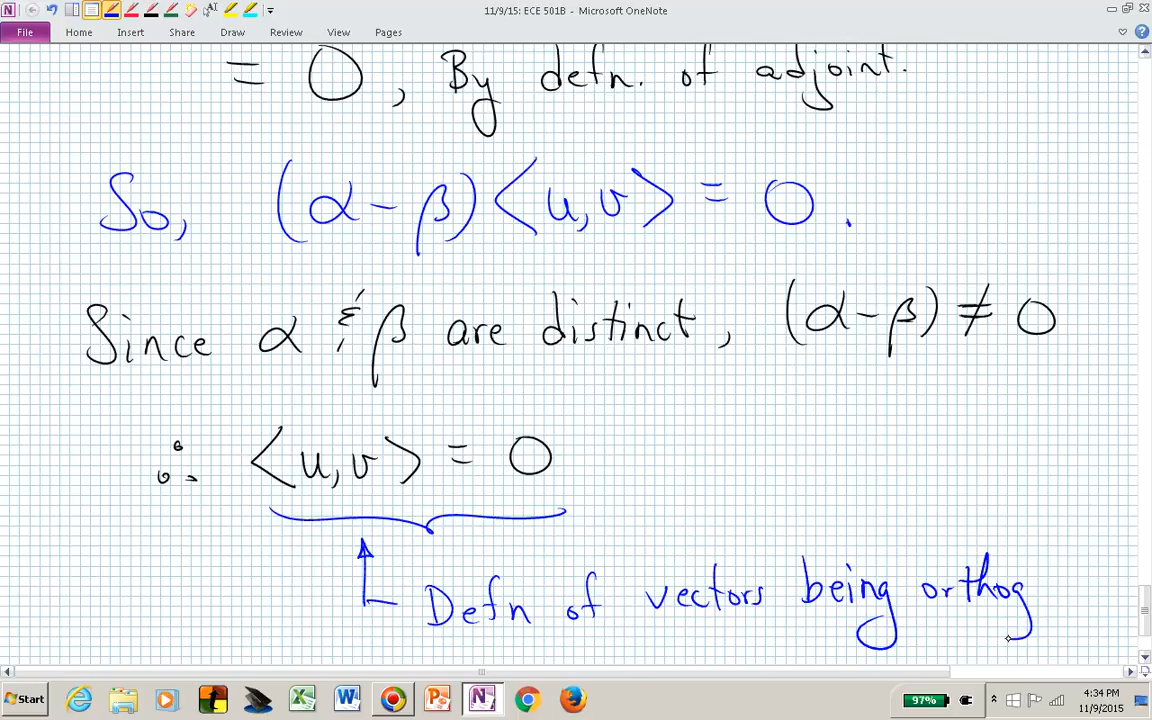 11/9/15: ECE 501B - Microsoft OneNote
File Home Insert Share Draw Review View Pages
= 0, By defn. of adjoint.
So, (α-β)<u,v> = 0.
Since α & β are distinct, (α-β) ≠ 0
∴ <u,v> = 0
Defn of vectors being orthog
Start
97%
4:34 PM
11/9/2015